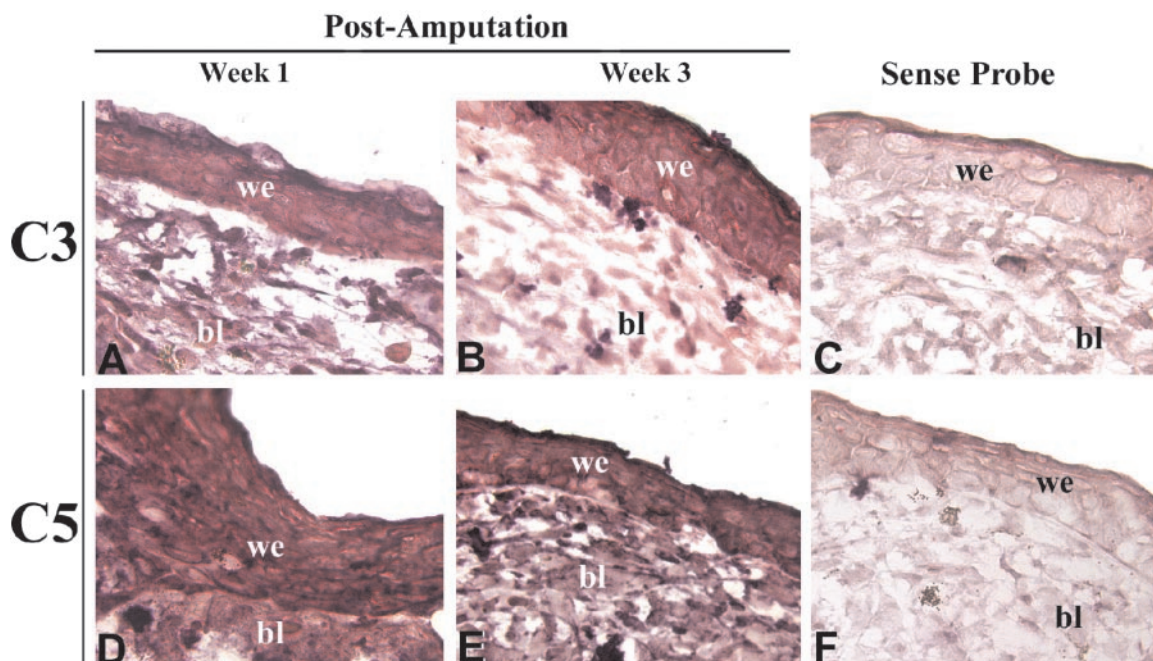 Post-Amputation
Week 1
Week 3
Sense Probe
C3
we
bl
A
we
bl
B
we
bl
C
C5
we
bl
D
we
bl
E
we
bl
F